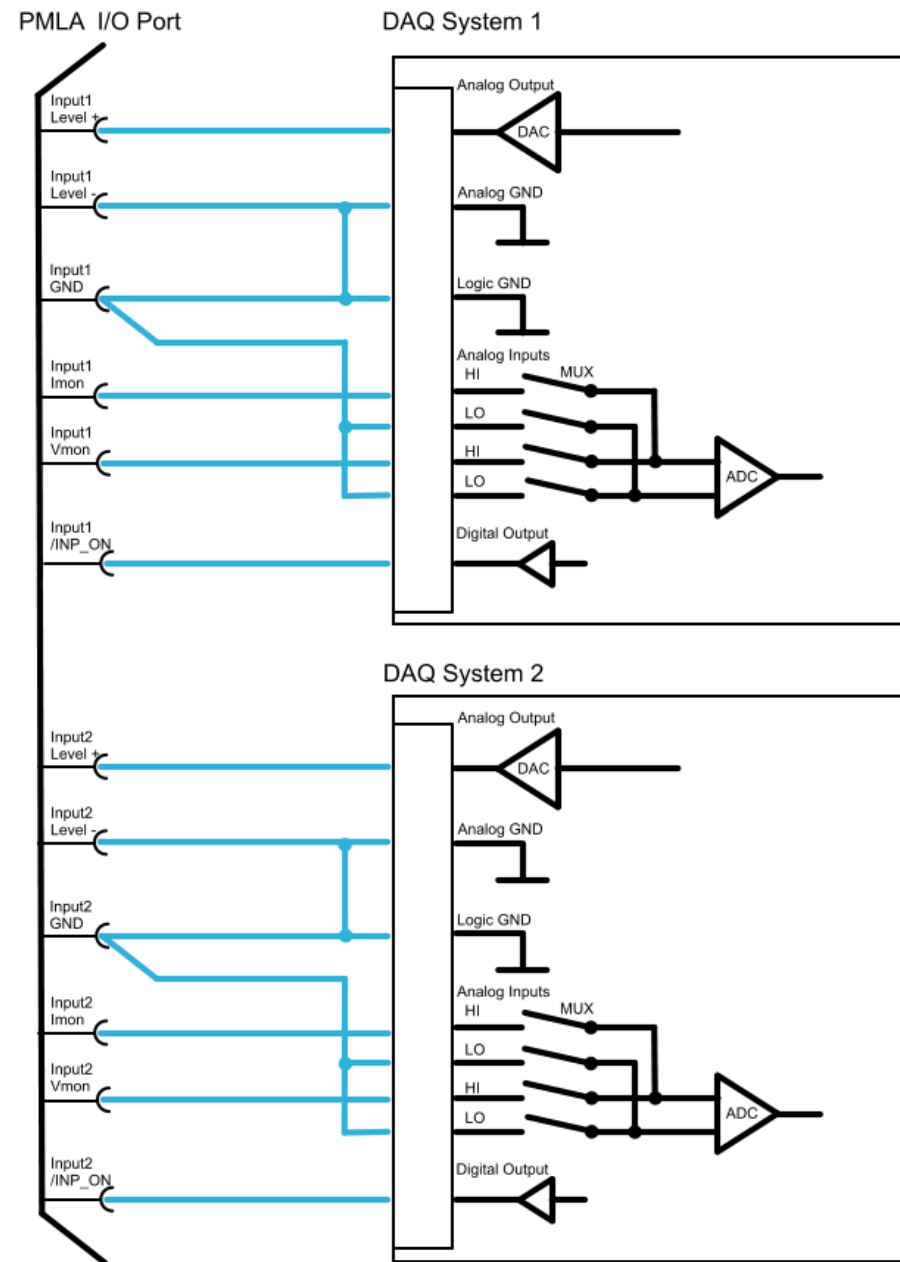 PMLA I/O Port
DAQ System 1
Input1
Level +
Analog Output
DAC
Input1
Level -
Analog GND
Input1
GND
Logic GND
Analog Inputs
Input1
Imon
HI
MUX
LO
Input1
Vmon
HI
LO
ADC
Input1
/INP_ON
Digital Output
DAQ System 2
Input2
Level +
Analog Output
DAC
Input2
Level -
Analog GND
Input2
GND
Logic GND
Analog Inputs
Input2
Imon
HI
MUX
LO
Input2
Vmon
HI
LO
ADC
Input2
/INP_ON
Digital Output